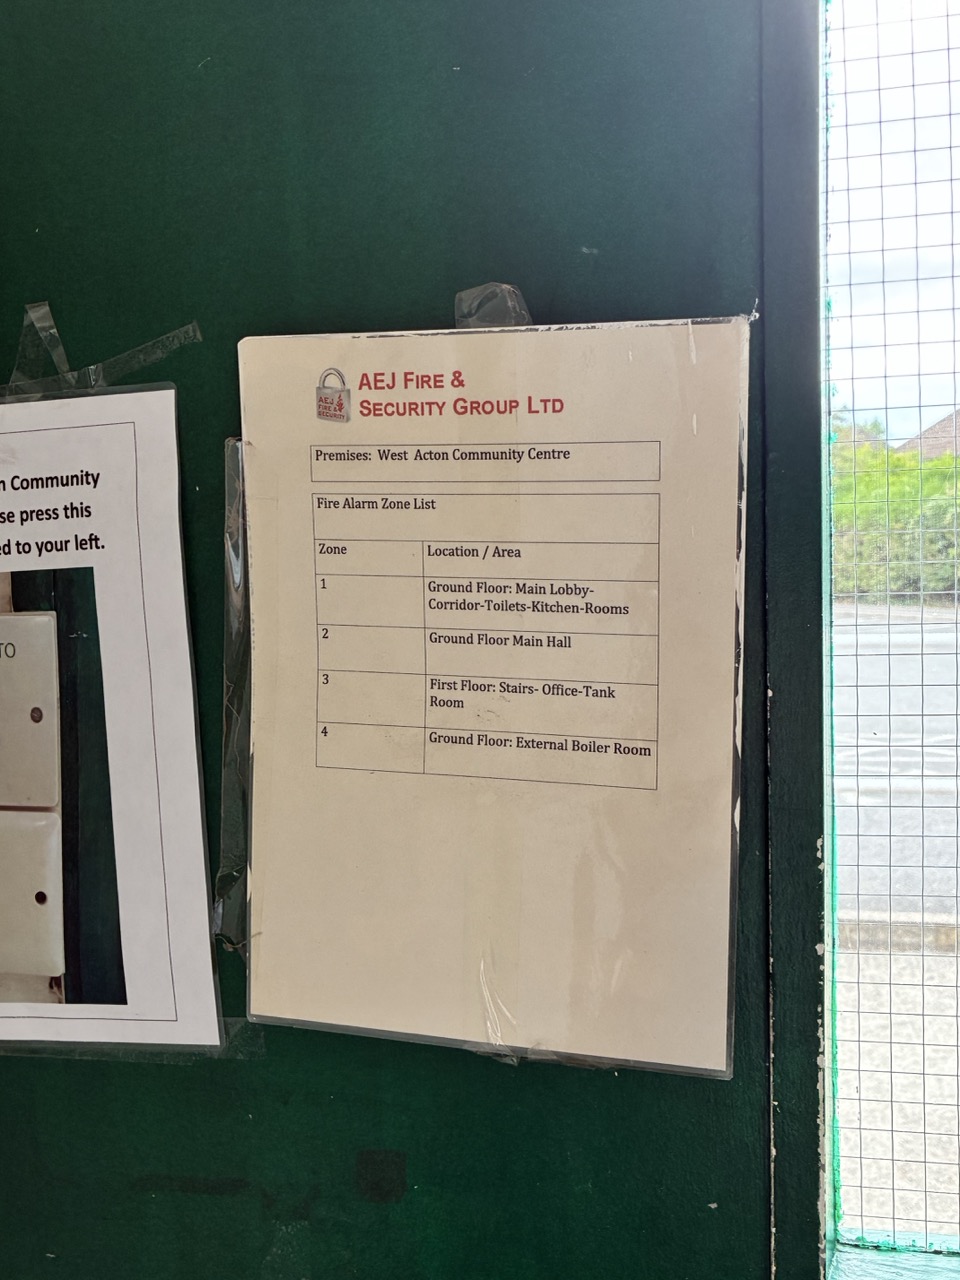 n Community
se press this
ed to your left.
TO
AEJ FIRE &
SECURITY GROUP LTD
AEJ
FIRE &
SECURITY
Premises: West Acton Community Centre
Fire Alarm Zone List
Zone Location / Area
1 Ground Floor: Main Lobby-
Corridor-Toilets-Kitchen-Rooms
2 Ground Floor Main Hall
3 First Floor: Stairs- Office-Tank
Room
4 Ground Floor: External Boiler Room